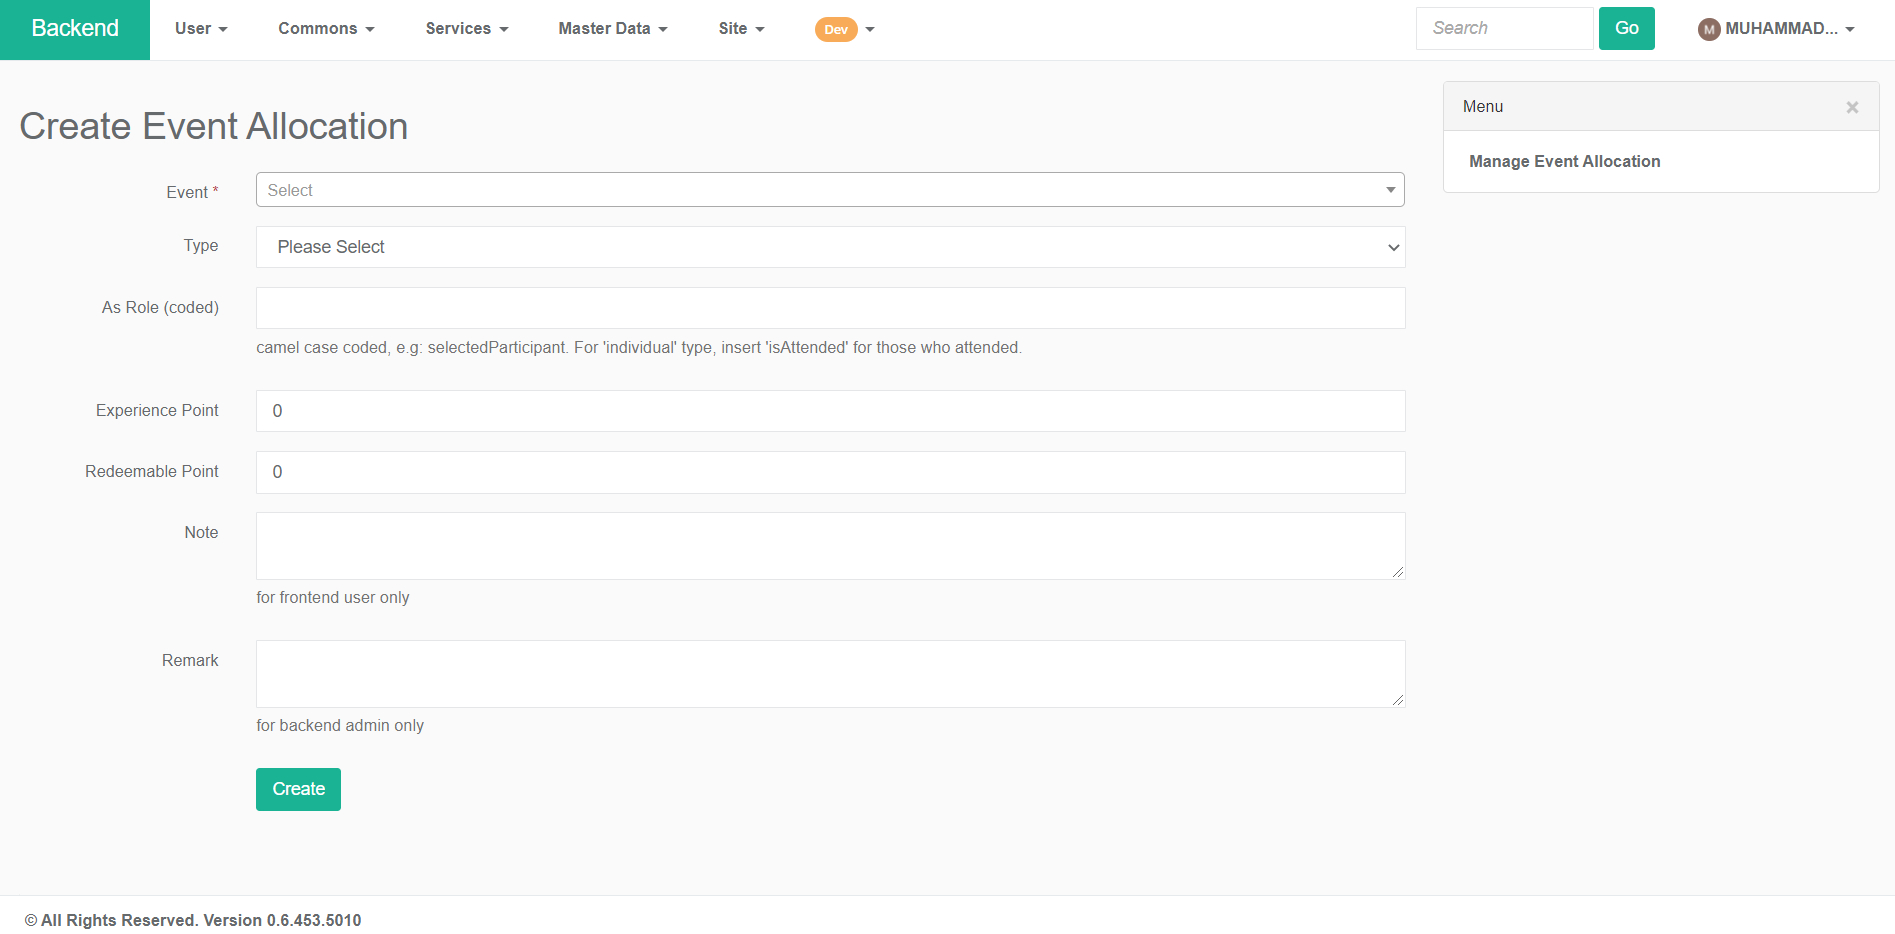 Backend
User
Commons
Services
Master Data
Site
Dev
Search
Go
M
MUHAMMAD...
Menu
×
Manage Event Allocation
Create Event Allocation
Event *
Select
Type
Please Select
As Role (coded)
camel case coded, e.g: selectedParticipant. For 'individual' type, insert 'isAttended' for those who attended.
Experience Point
0
Redeemable Point
0
Note
for frontend user only
Remark
for backend admin only
Create
© All Rights Reserved. Version 0.6.453.5010